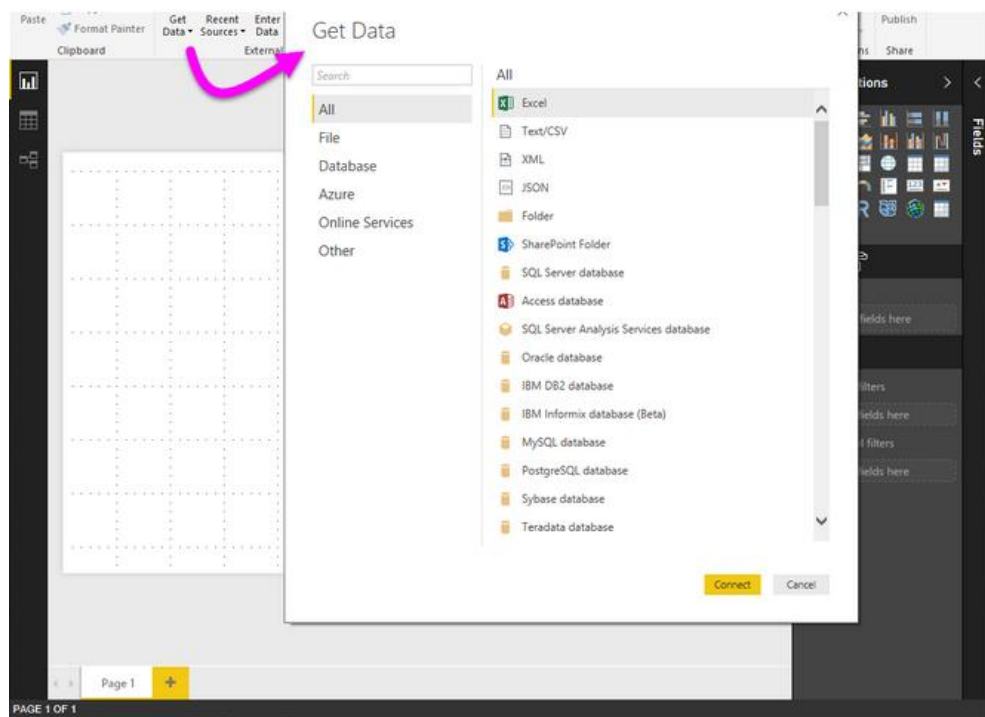 Paste
Format Painter
Clipboard
Get Data
Recent Sources
Enter Data
External
Publish
ns
Share
Get Data
Search
All
File
Database
Azure
Online Services
Other
All
Excel
Text/CSV
XML
JSON
Folder
SharePoint Folder
SQL Server database
Access database
SQL Server Analysis Services database
Oracle database
IBM DB2 database
IBM Informix database (Beta)
MySQL database
PostgreSQL database
Sybase database
Teradata database
Connect
Cancel
tions
Fields
fields here
filters
fields here
l filters
fields here
Page 1
PAGE 1 OF 1